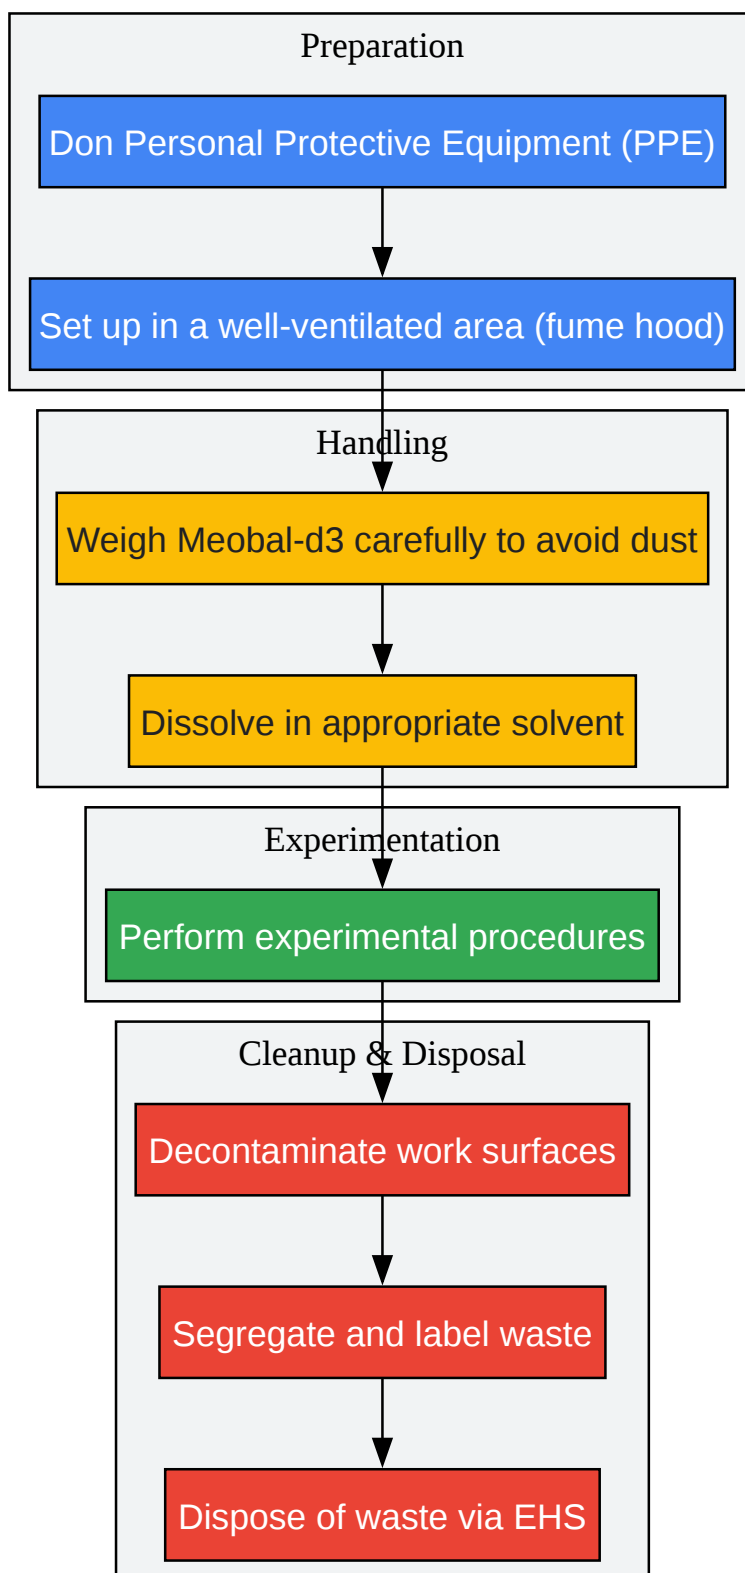 Preparation
Don Personal Protective Equipment (PPE)
Set up in a well-ventilated area (fume hood)
Handling
Weigh Meobal-d3 carefully to avoid dust
Dissolve in appropriate solvent
Experimentation
Perform experimental procedures
Cleanup & Disposal
Decontaminate work surfaces
Segregate and label waste
Dispose of waste via EHS